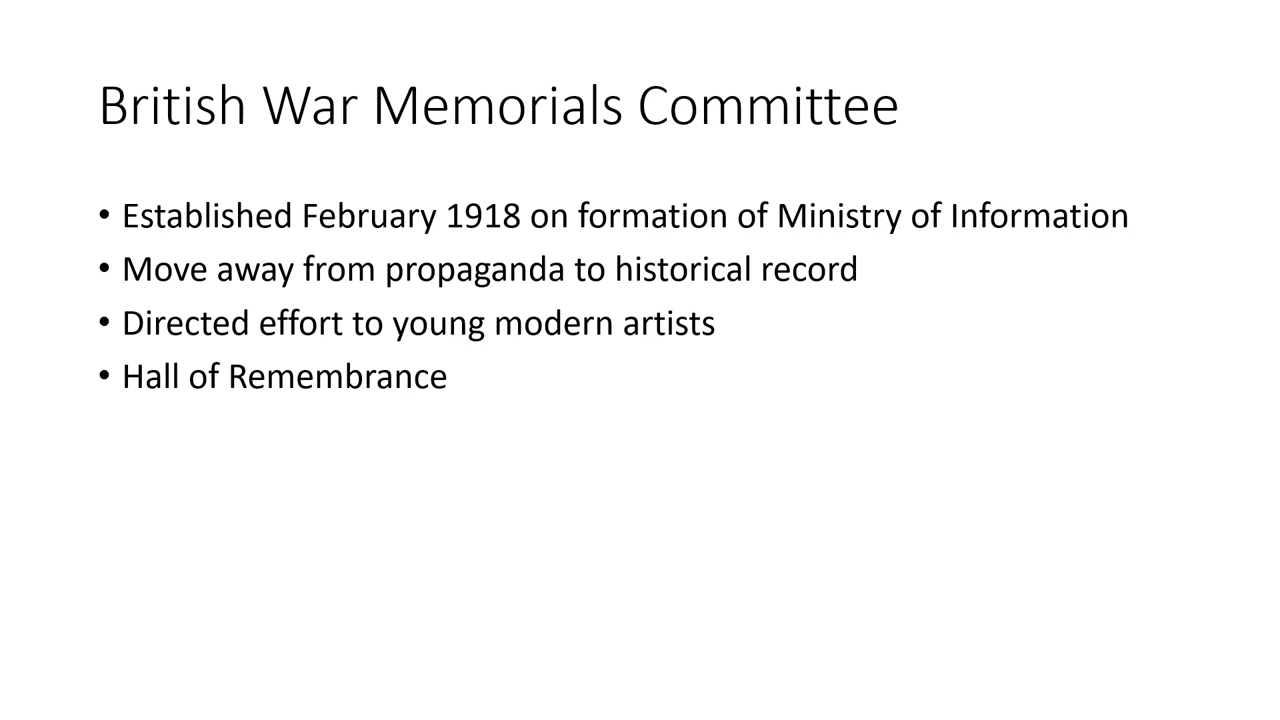 British War Memorials Committee
• Established February 1918 on formation of Ministry of Information
• Move away from propaganda to historical record
• Directed effort to young modern artists
• Hall of Remembrance